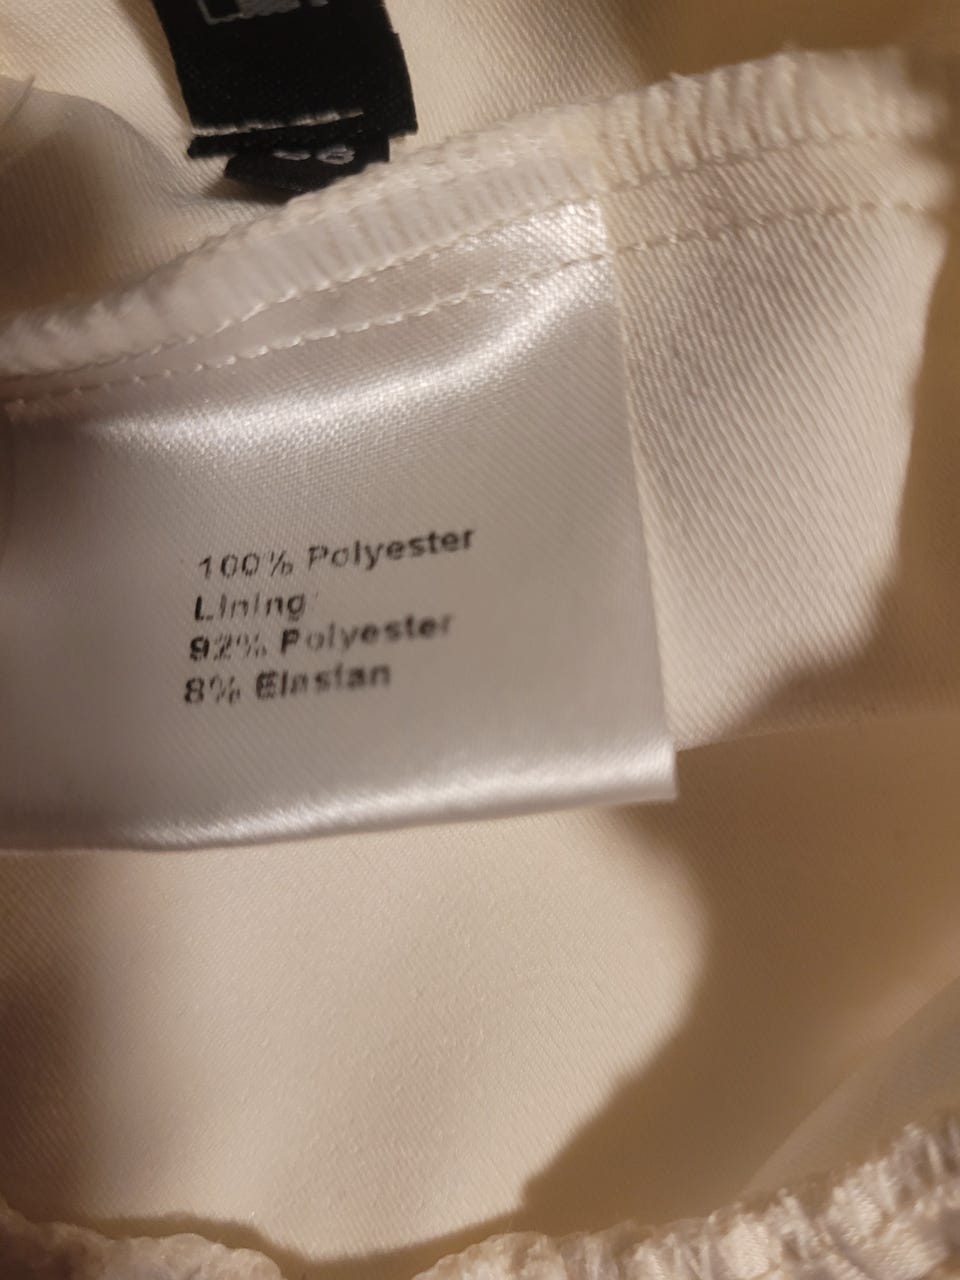 100% Polyester
Lining
92% Polyester
8% Elastan